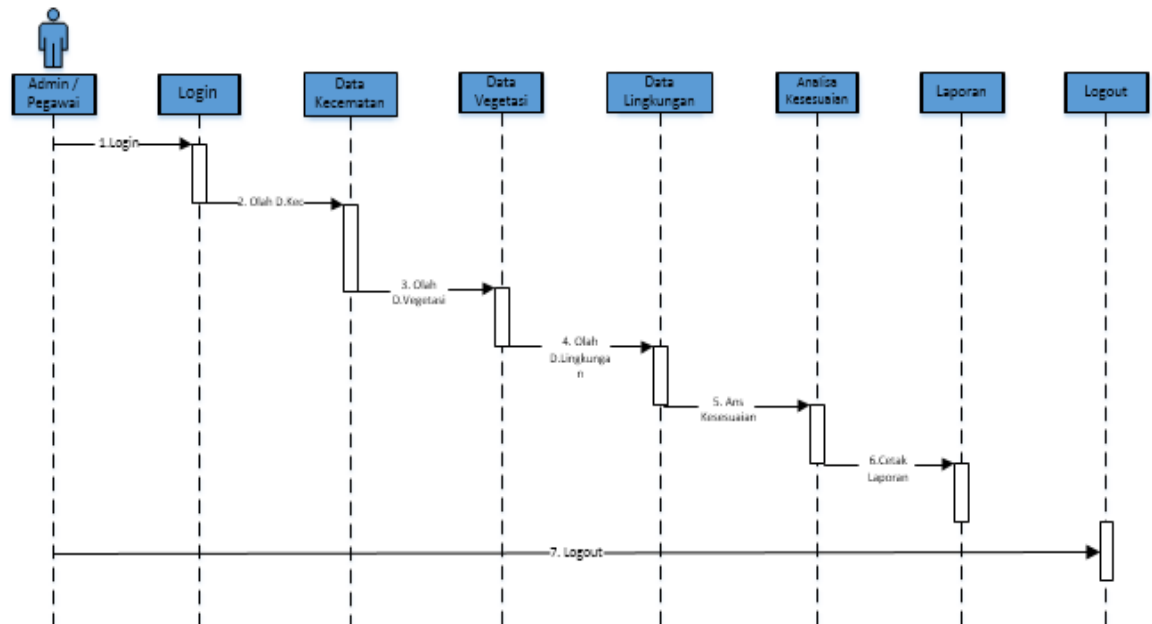 Admin /
Pegawai
Login
Data
Kecematan
Data
Vegetasi
Data
Lingkungan
Analisa
Kesesuaian
Laporan
Logout
1.Login
2. Olah D.Kec
3. Olah
D.Vegetasi
4. Olah
D.Lingkunga
n
5. Ans
Kesesuaian
6.Cetak
Laporan
7. Logout